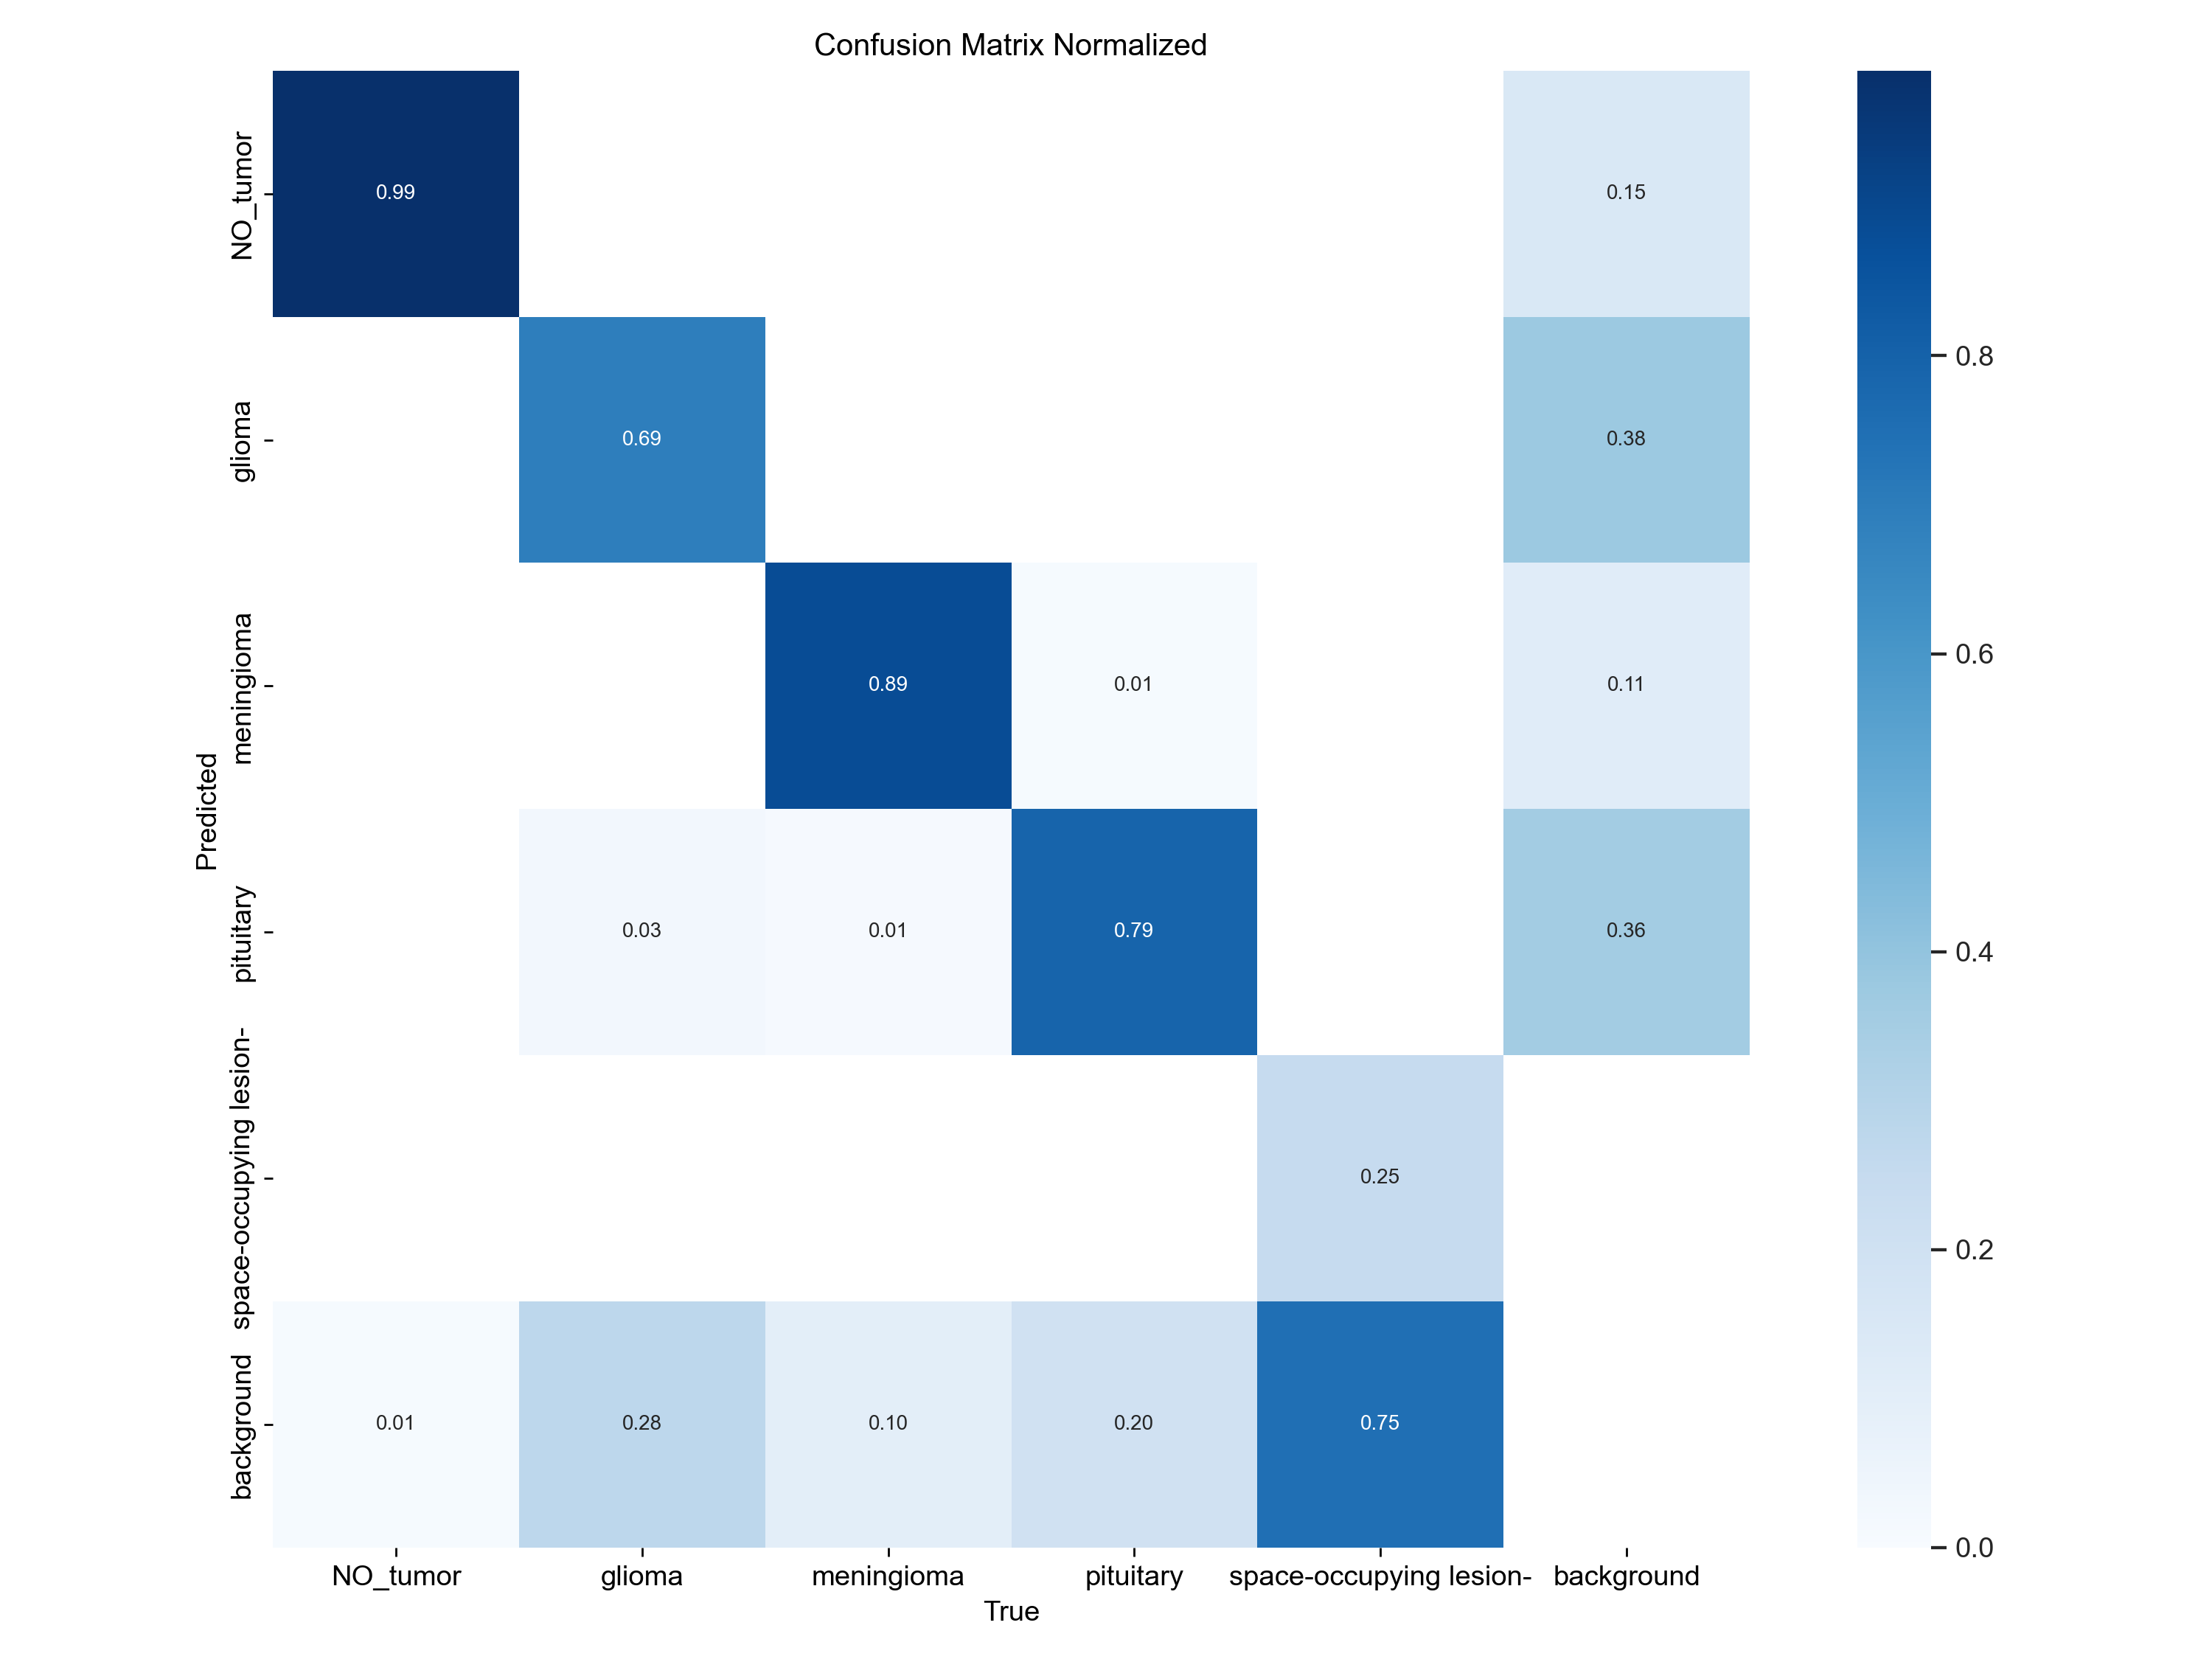 Confusion Matrix Normalized
NO_tumor
0.99
0.15
0.8
glioma
0.69
0.38
0.6
meningioma
0.89
0.01
0.11
Predicted
pituitary
0.03
0.01
0.79
0.36
0.4
space-occupying lesion-
0.25
0.2
background
0.01
0.28
0.10
0.20
0.75
0.0
NO_tumor glioma meningioma pituitary space-occupying lesion- background
True